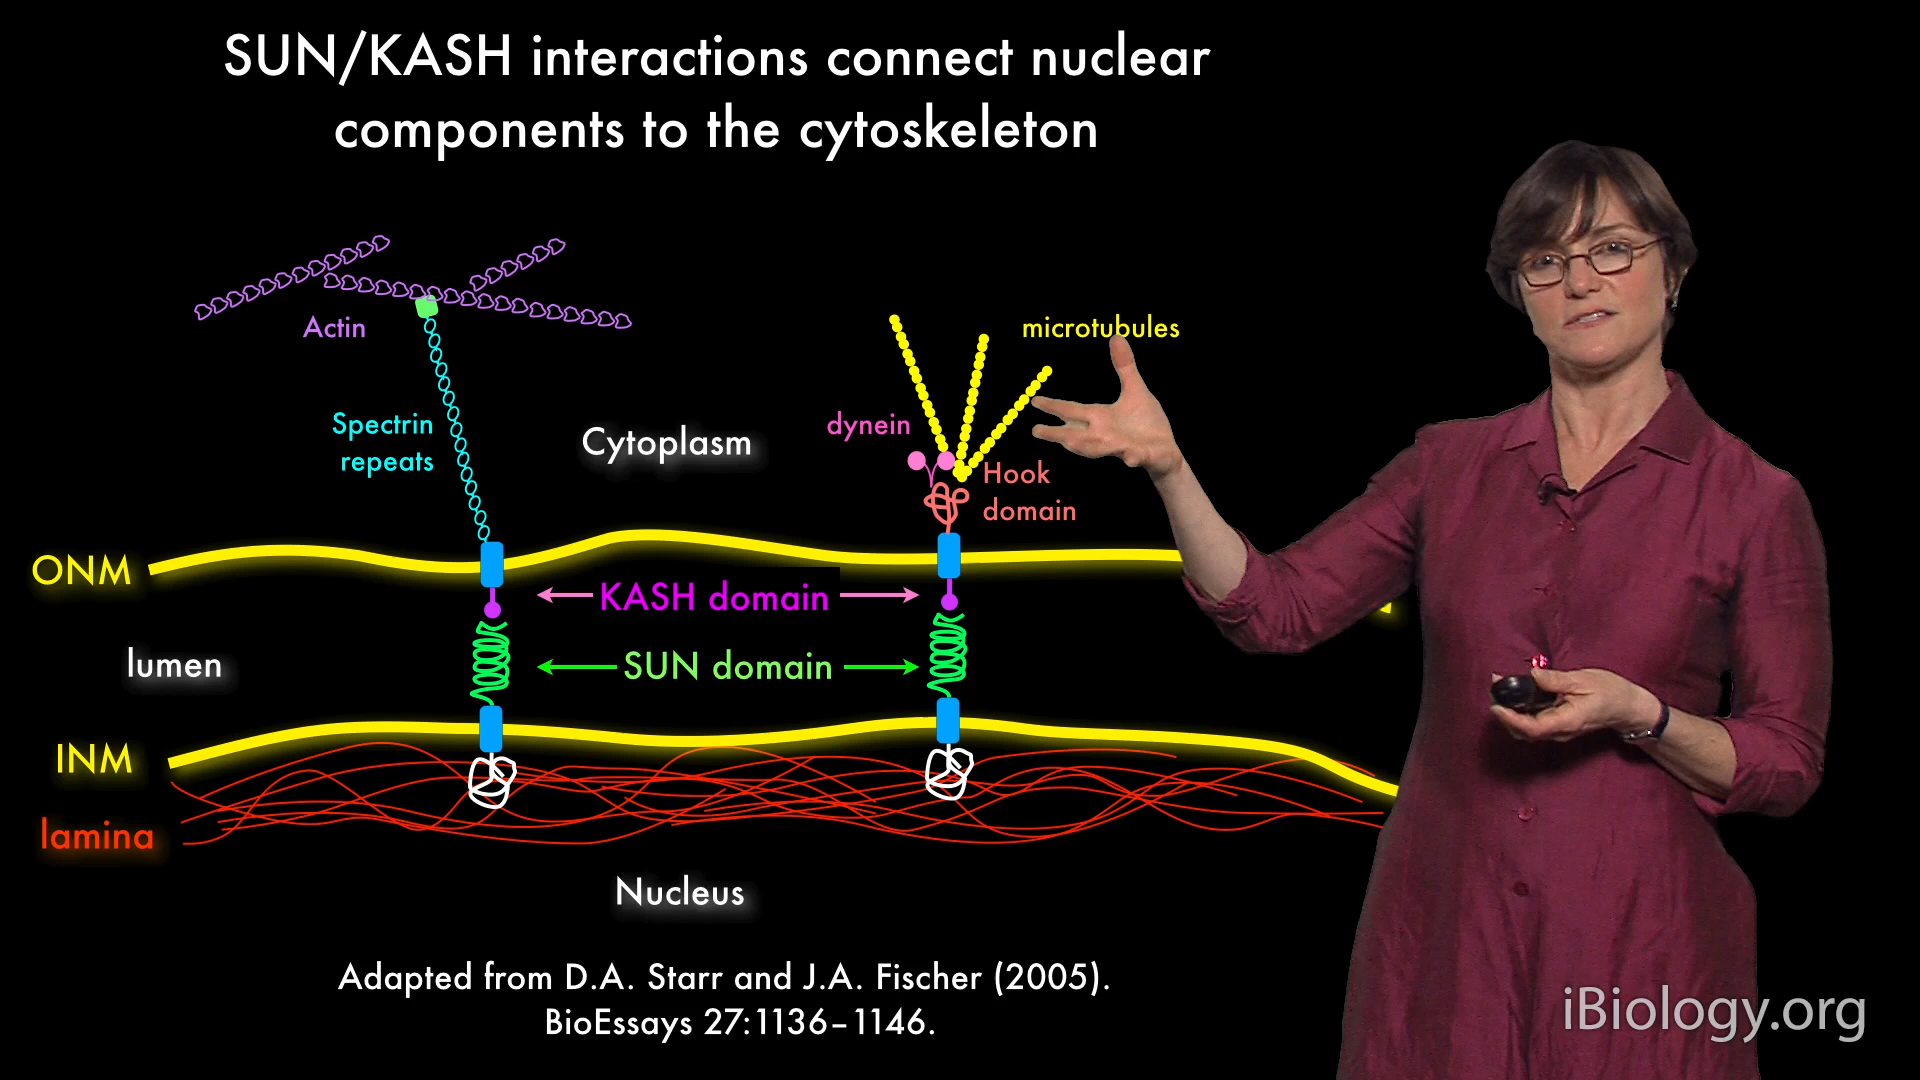 SUN/KASH interactions connect nuclear
components to the cytoskeleton
Actin
microtubules
Spectrin
repeats
Cytoplasm
dynein
Hook
domain
ONM
KASH domain
lumen
SUN domain
INM
lamina
Nucleus
Adapted from D.A. Starr and J.A. Fischer (2005).
BioEssays 27:1136–1146.
iBiology.org